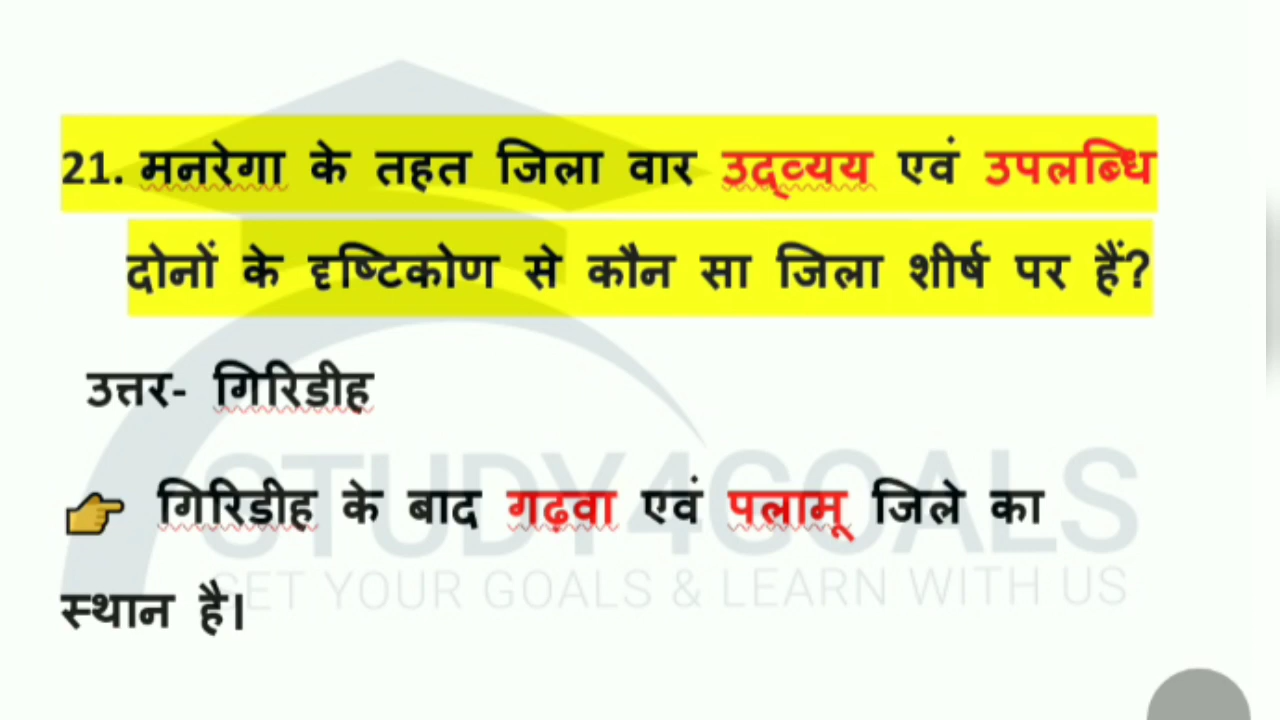 21. मनरेगा के तहत जिला वार उद्व्यय एवं उपलब्धि
दोनों के दृष्टिकोण से कौन सा जिला शीर्ष पर हैं?
उत्तर- गिरिडीह
👉 गिरिडीह के बाद गढ़वा एवं पलामू जिले का
स्थान है।
STUDY4GOALS
SET YOUR GOALS & LEARN WITH US